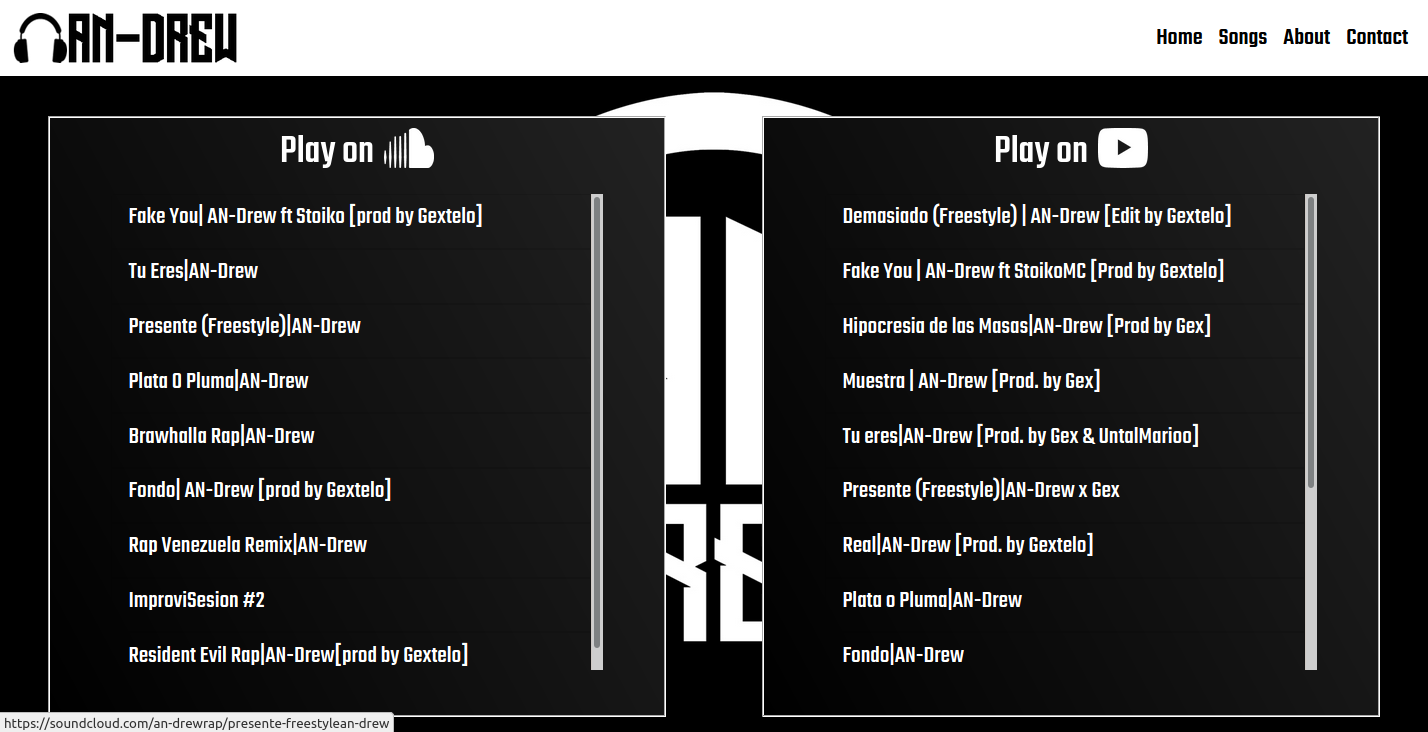 AN-DREW
Home Songs About Contact
Play on
Fake You| AN-Drew ft Stoiko [prod by Gextelo]
Tu Eres|AN-Drew
Presente (Freestyle)|AN-Drew
Plata O Pluma|AN-Drew
Brawhalla Rap|AN-Drew
Fondo| AN-Drew [prod by Gextelo]
Rap Venezuela Remix|AN-Drew
ImproviSesion #2
Resident Evil Rap|AN-Drew[prod by Gextelo]
Play on
Demasiado (Freestyle) | AN-Drew [Edit by Gextelo]
Fake You | AN-Drew ft StoikoMC [Prod by Gextelo]
Hipocresia de las Masas|AN-Drew [Prod by Gex]
Muestra | AN-Drew [Prod. by Gex]
Tu eres|AN-Drew [Prod. by Gex & UntalMarioo]
Presente (Freestyle)|AN-Drew x Gex
Real|AN-Drew [Prod. by Gextelo]
Plata o Pluma|AN-Drew
Fondo|AN-Drew
https://soundcloud.com/an-drewrap/presente-freestylean-drew